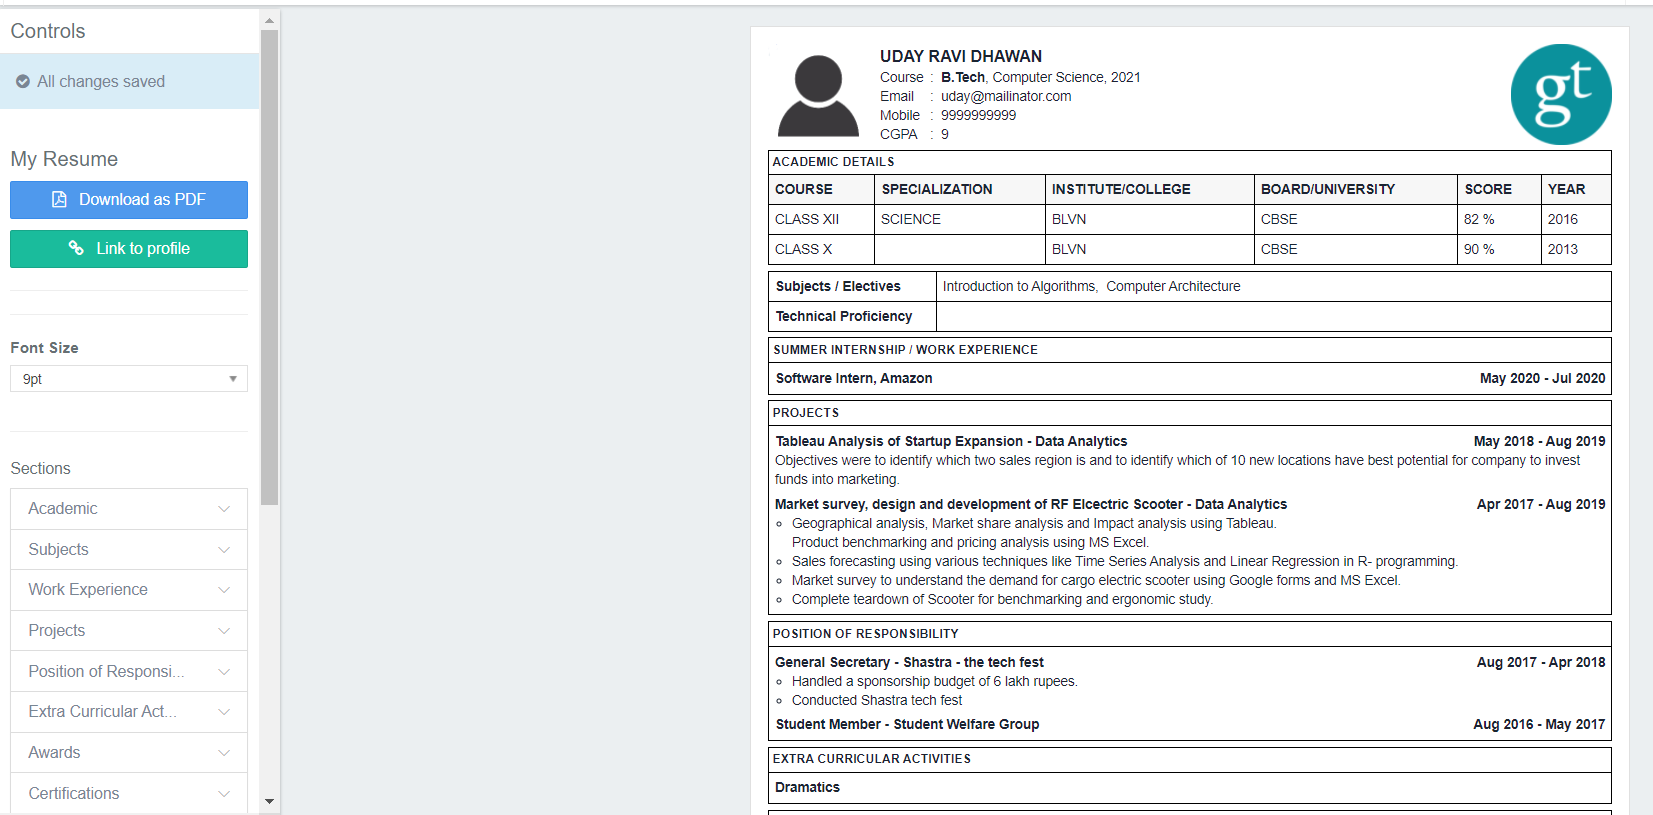 Controls
All changes saved
My Resume
Download as PDF
Link to profile
Font Size
9pt
Sections
Academic
Subjects
Work Experience
Projects
Position of Responsi...
Extra Curricular Act...
Awards
Certifications
UDAY RAVI DHAWAN
Course : B.Tech, Computer Science, 2021
Email : uday@mailinator.com
Mobile : 9999999999
CGPA : 9
gt
ACADEMIC DETAILS
COURSE SPECIALIZATION INSTITUTE/COLLEGE BOARD/UNIVERSITY SCORE YEAR
CLASS XII SCIENCE BLVN CBSE 82 % 2016
CLASS X BLVN CBSE 90 % 2013
Subjects / Electives Introduction to Algorithms, Computer Architecture
Technical Proficiency
SUMMER INTERNSHIP / WORK EXPERIENCE
Software Intern, Amazon May 2020 - Jul 2020
PROJECTS
Tableau Analysis of Startup Expansion - Data Analytics May 2018 - Aug 2019
Objectives were to identify which two sales region is and to identify which of 10 new locations have best potential for company to invest
funds into marketing.
Market survey, design and development of RF Elcectric Scooter - Data Analytics Apr 2017 - Aug 2019
Geographical analysis, Market share analysis and Impact analysis using Tableau.
Product benchmarking and pricing analysis using MS Excel.
Sales forecasting using various techniques like Time Series Analysis and Linear Regression in R- programming.
Market survey to understand the demand for cargo electric scooter using Google forms and MS Excel.
Complete teardown of Scooter for benchmarking and ergonomic study.
POSITION OF RESPONSIBILITY
General Secretary - Shastra - the tech fest Aug 2017 - Apr 2018
Handled a sponsorship budget of 6 lakh rupees.
Conducted Shastra tech fest
Student Member - Student Welfare Group Aug 2016 - May 2017
EXTRA CURRICULAR ACTIVITIES
Dramatics